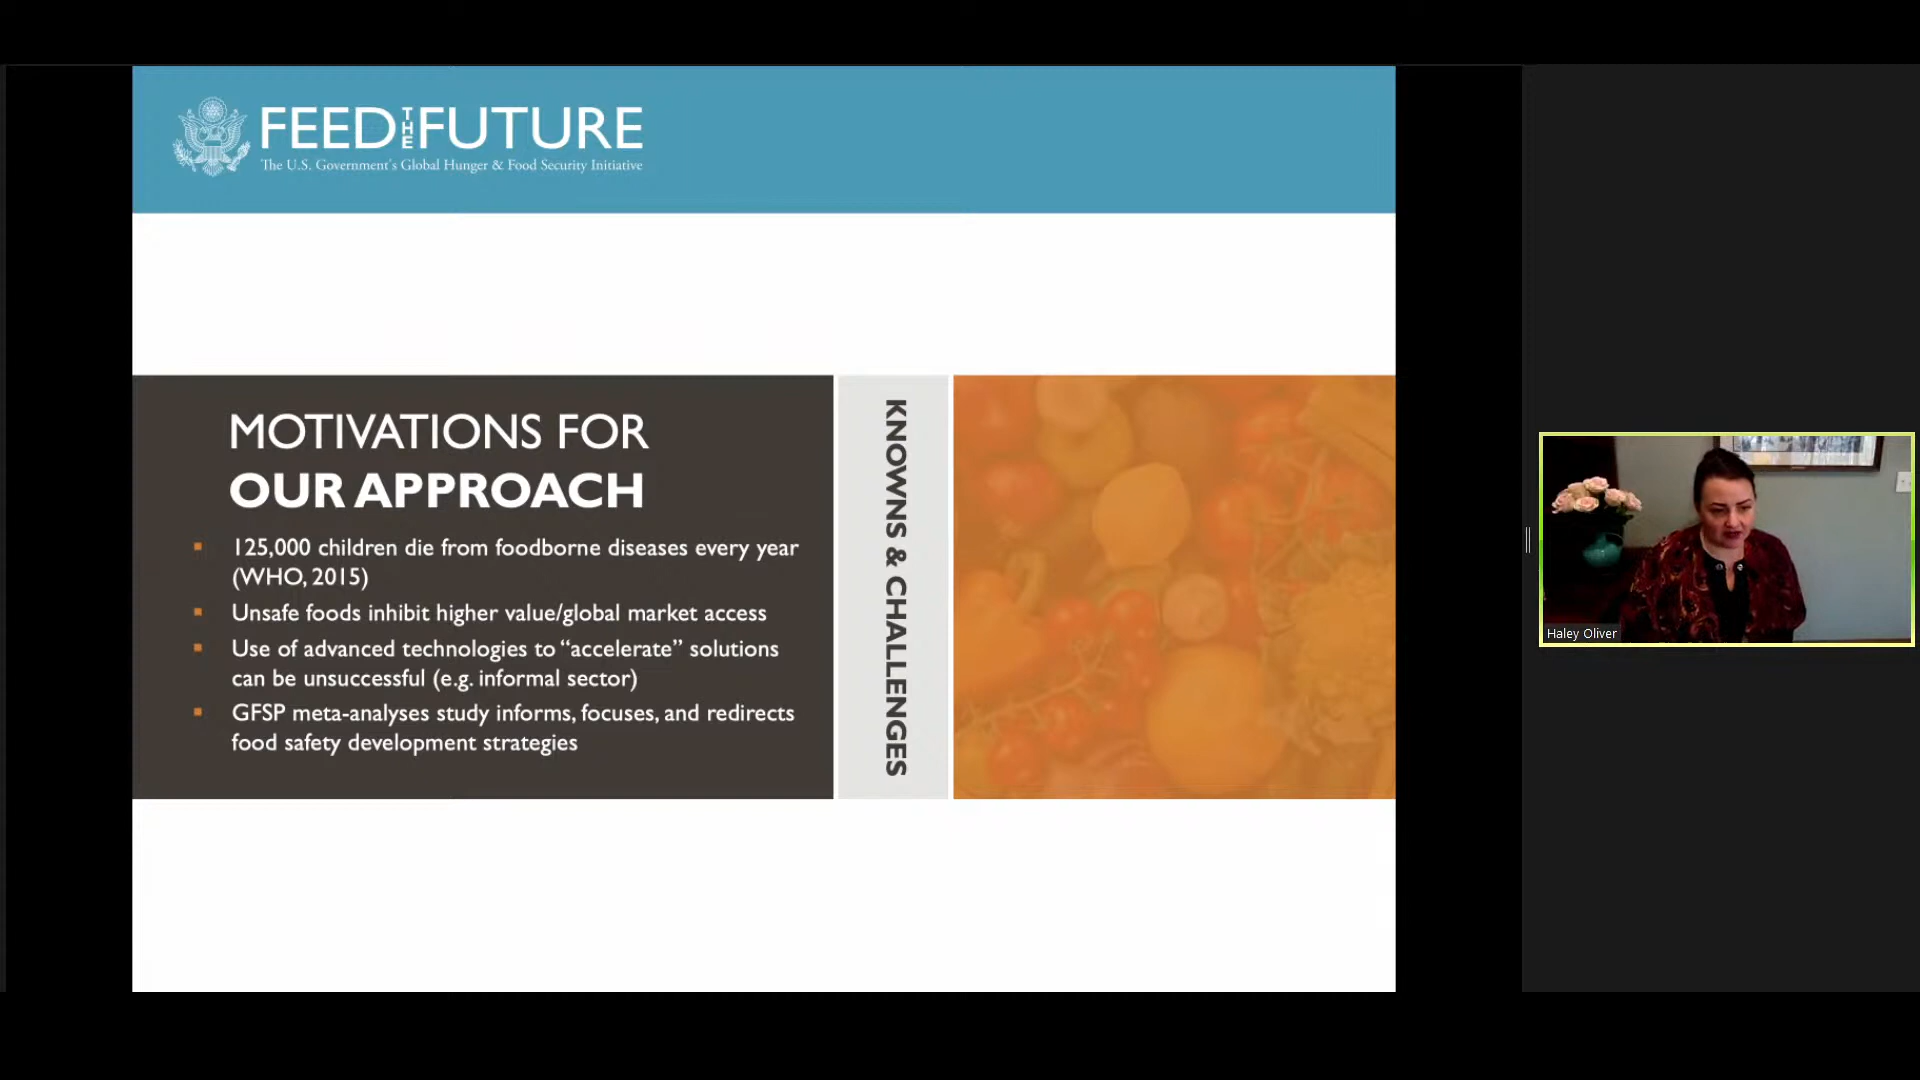 FEED THE FUTURE
The U.S. Government's Global Hunger & Food Security Initiative
MOTIVATIONS FOR
OUR APPROACH
125,000 children die from foodborne diseases every year
(WHO, 2015)
Unsafe foods inhibit higher value/global market access
Use of advanced technologies to “accelerate” solutions
can be unsuccessful (e.g. informal sector)
GFSP meta-analyses study informs, focuses, and redirects
food safety development strategies
KNOWNS & CHALLENGES
Haley Oliver